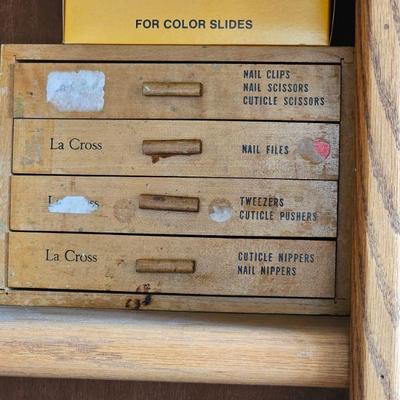 FOR COLOR SLIDES
NAIL CLIPS
NAIL SCISSORS
CUTICLE SCISSORS
La Cross
NAIL FILES
TWEEZERS
CUTICLE PUSHERS
La Cross
CUTICLE NIPPERS
NAIL NIPPERS